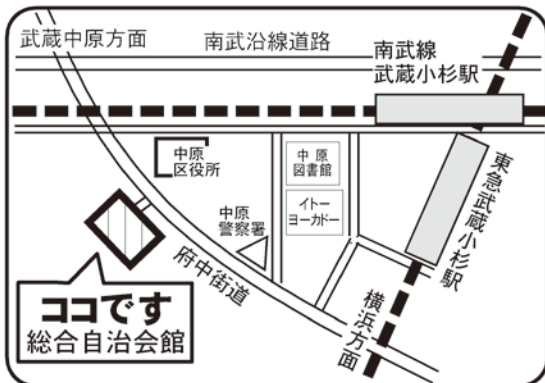 武蔵中原方面
南武沿線道路
南武線
武蔵小杉駅
中原
区役所
中原
図書館
イトー
ヨーカドー
中原
警察署
東急武蔵小杉駅
府中街道
横浜方面
ココです
総合自治会館